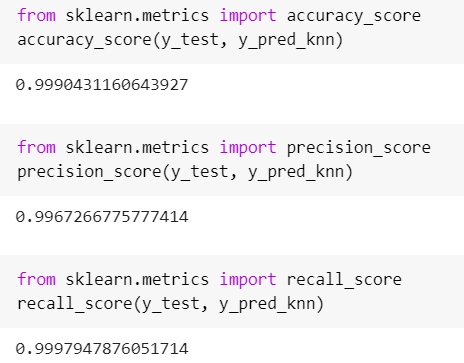 from sklearn.metrics import accuracy_score
accuracy_score(y_test, y_pred_knn)
0.9990431160643927
from sklearn.metrics import precision_score
precision_score(y_test, y_pred_knn)
0.9967266775777414
from sklearn.metrics import recall_score
recall_score(y_test, y_pred_knn)
0.9997947876051714